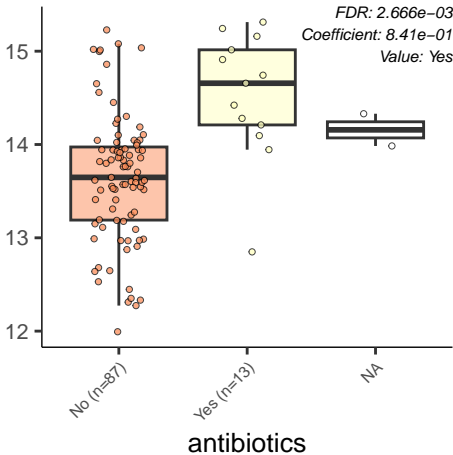 FDR: 2.666e−03
Coefficient: 8.41e−01
Value: Yes
15
14
13
12
No (n=87)
Yes (n=13)
NA
antibiotics